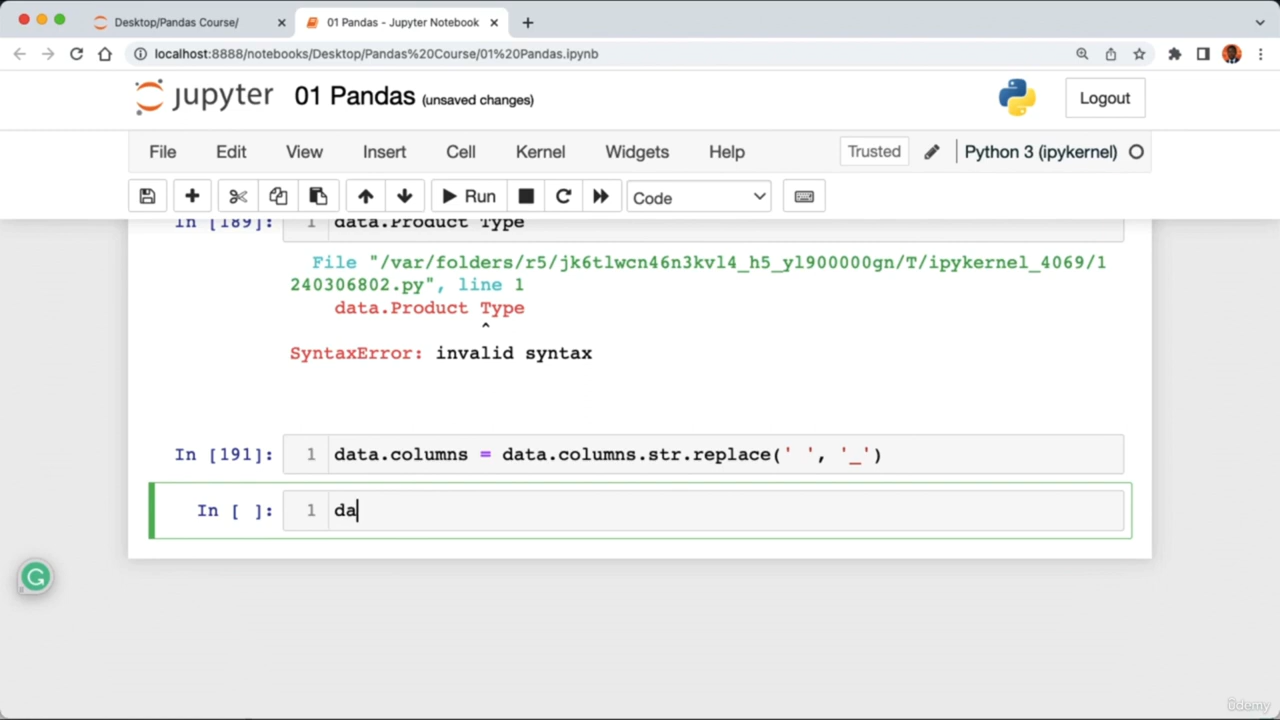 Desktop/Pandas Course/
01 Pandas - Jupyter Notebook
localhost:8888/notebooks/Desktop/Pandas%20Course/01%20Pandas.ipynb
jupyter 01 Pandas (unsaved changes)
Logout
File Edit View Insert Cell Kernel Widgets Help Trusted Python 3 (ipykernel)
Run Code
In [189]: 1 data.Product Type
File "/var/folders/r5/jk6tlwcn46n3kvl4_h5_yl900000gn/T/ipykernel_4069/1
240306802.py", line 1
data.Product Type
^
SyntaxError: invalid syntax
In [191]: 1 data.columns = data.columns.str.replace(' ', '_')
In [ ]: 1 da
ûdemy